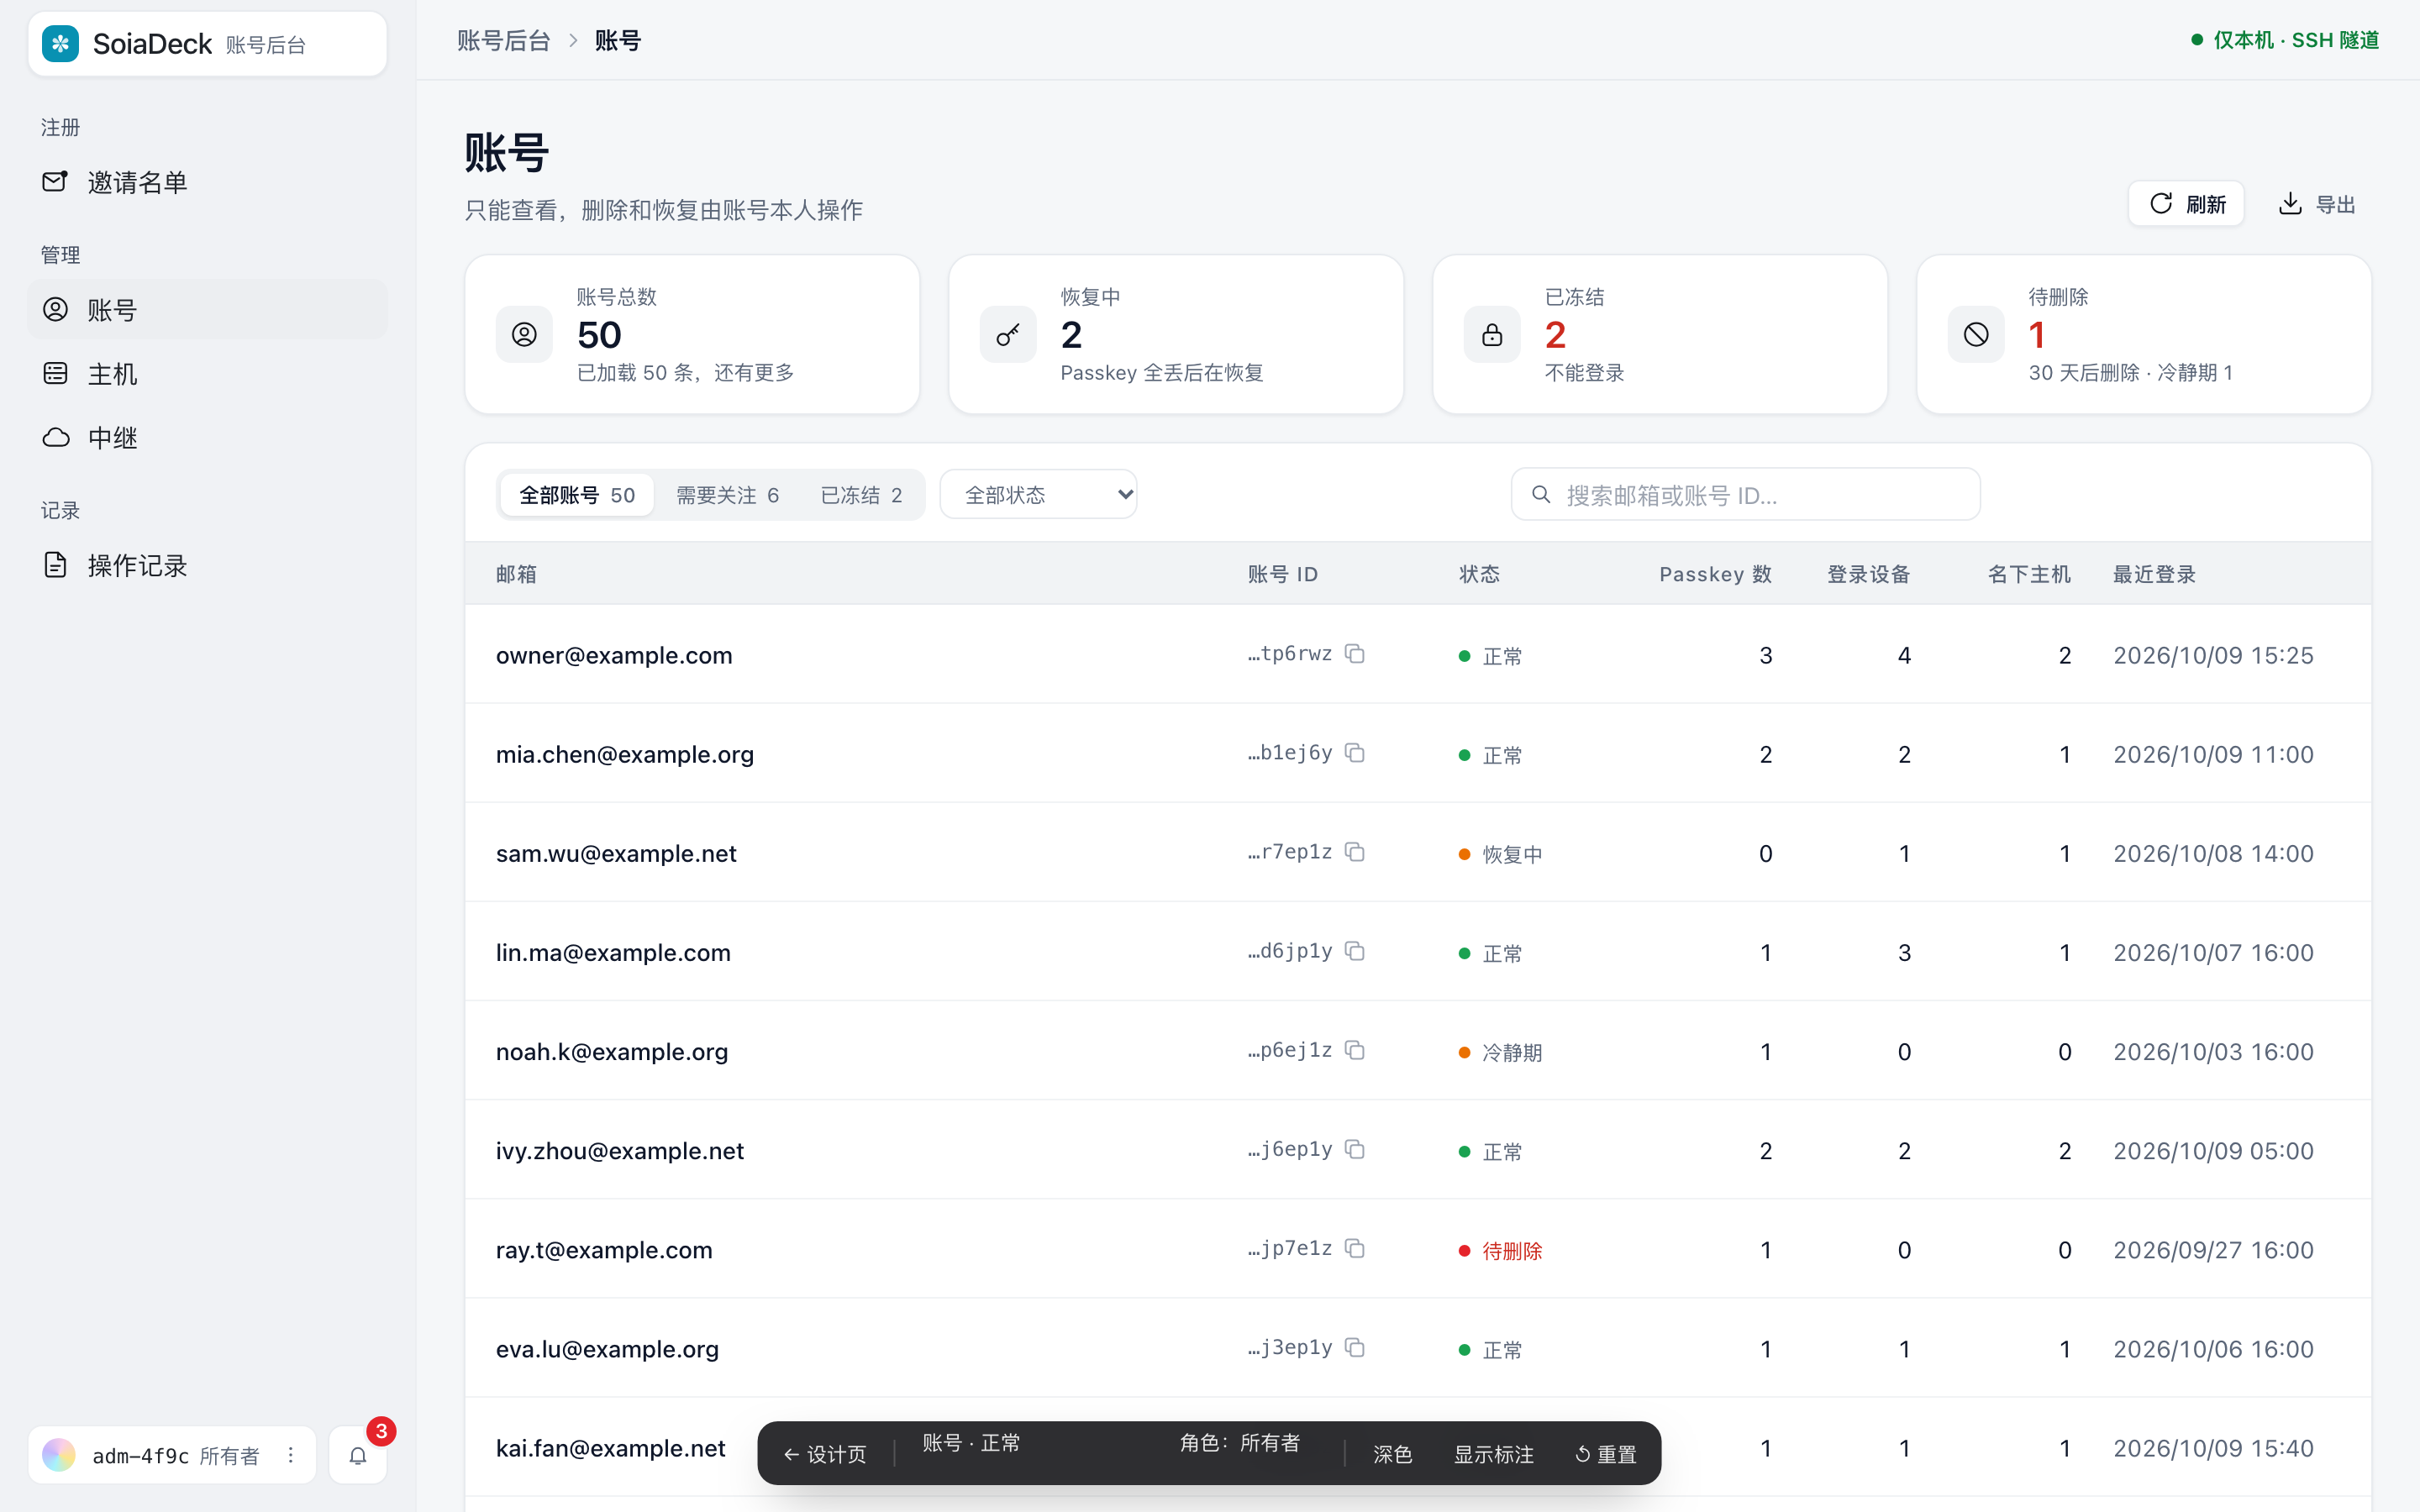 SoiaDeck 账号后台
注册
邀请名单
管理
账号
主机
中继
记录
操作记录
adm-4f9c 所有者
3
账号后台 > 账号
仅本机 · SSH 隧道
账号
只能查看，删除和恢复由账号本人操作
刷新 导出
账号总数
50
已加载 50 条，还有更多
恢复中
2
Passkey 全丢后在恢复
已冻结
2
不能登录
待删除
1
30 天后删除 · 冷静期 1
全部账号 50 需要关注 6 已冻结 2 全部状态 搜索邮箱或账号 ID...
邮箱 账号 ID 状态 Passkey 数 登录设备 名下主机 最近登录
owner@example.com …tp6rwz 正常 3 4 2 2026/10/09 15:25
mia.chen@example.org …b1ej6y 正常 2 2 1 2026/10/09 11:00
sam.wu@example.net …r7ep1z 恢复中 0 1 1 2026/10/08 14:00
lin.ma@example.com …d6jp1y 正常 1 3 1 2026/10/07 16:00
noah.k@example.org …p6ej1z 冷静期 1 0 0 2026/10/03 16:00
ivy.zhou@example.net …j6ep1y 正常 2 2 2 2026/10/09 05:00
ray.t@example.com …jp7e1z 待删除 1 0 0 2026/09/27 16:00
eva.lu@example.org …j3ep1y 正常 1 1 1 2026/10/06 16:00
kai.fan@example.net 1 1 1 2026/10/09 15:40
← 设计页 账号 · 正常 角色：所有者 深色 显示标注 重置